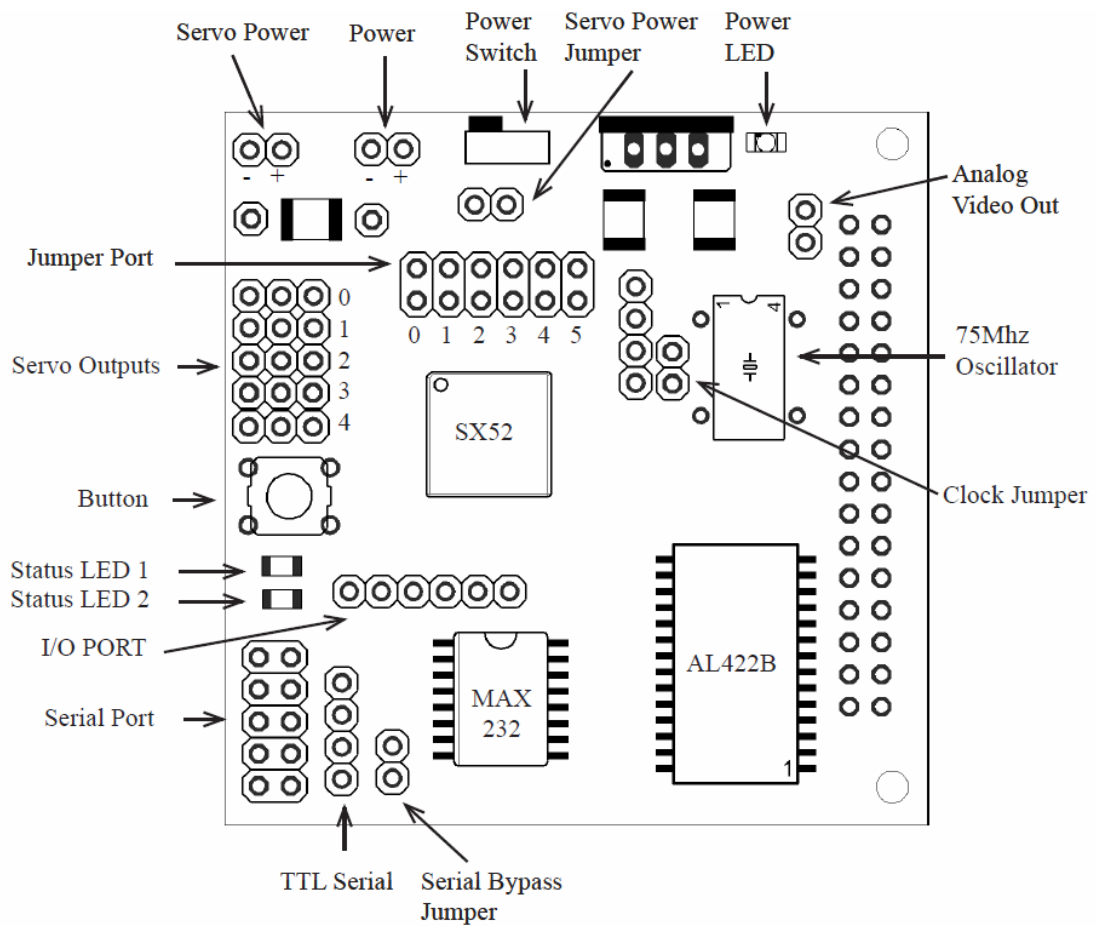 Servo Power
Power
Power
Switch
Servo Power
Jumper
Power
LED
- +
- +
Analog
Video Out
Jumper Port
0
1
2
3
4
0 1 2 3 4 5
1 4
75Mhz
Oscillator
Servo Outputs
SX52
Button
Clock Jumper
Status LED 1
Status LED 2
I/O PORT
AL422B
Serial Port
MAX
232
1
TTL Serial
Serial Bypass
Jumper